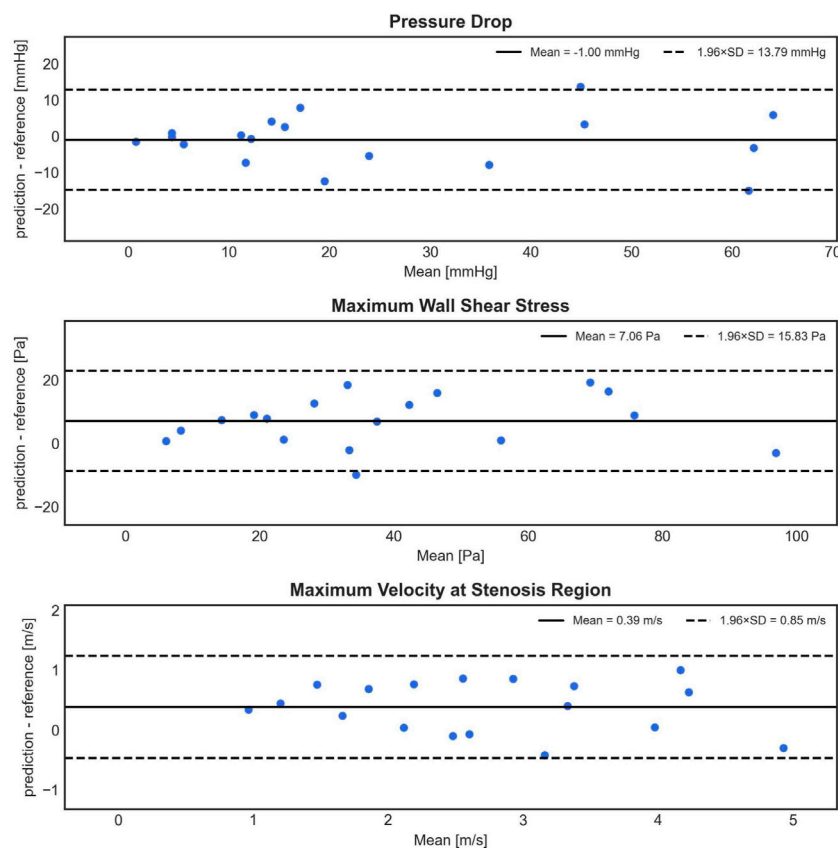 Pressure Drop
Mean = -1.00 mmHg
1.96×SD = 13.79 mmHg
prediction - reference [mmHg]
20
10
0
−10
−20
0 10 20 30 40 50 60 70
Mean [mmHg]
Maximum Wall Shear Stress
Mean = 7.06 Pa
1.96×SD = 15.83 Pa
prediction - reference [Pa]
20
0
−20
0 20 40 60 80 100
Mean [Pa]
Maximum Velocity at Stenosis Region
Mean = 0.39 m/s
1.96×SD = 0.85 m/s
prediction - reference [m/s]
2
1
0
−1
0 1 2 3 4 5
Mean [m/s]